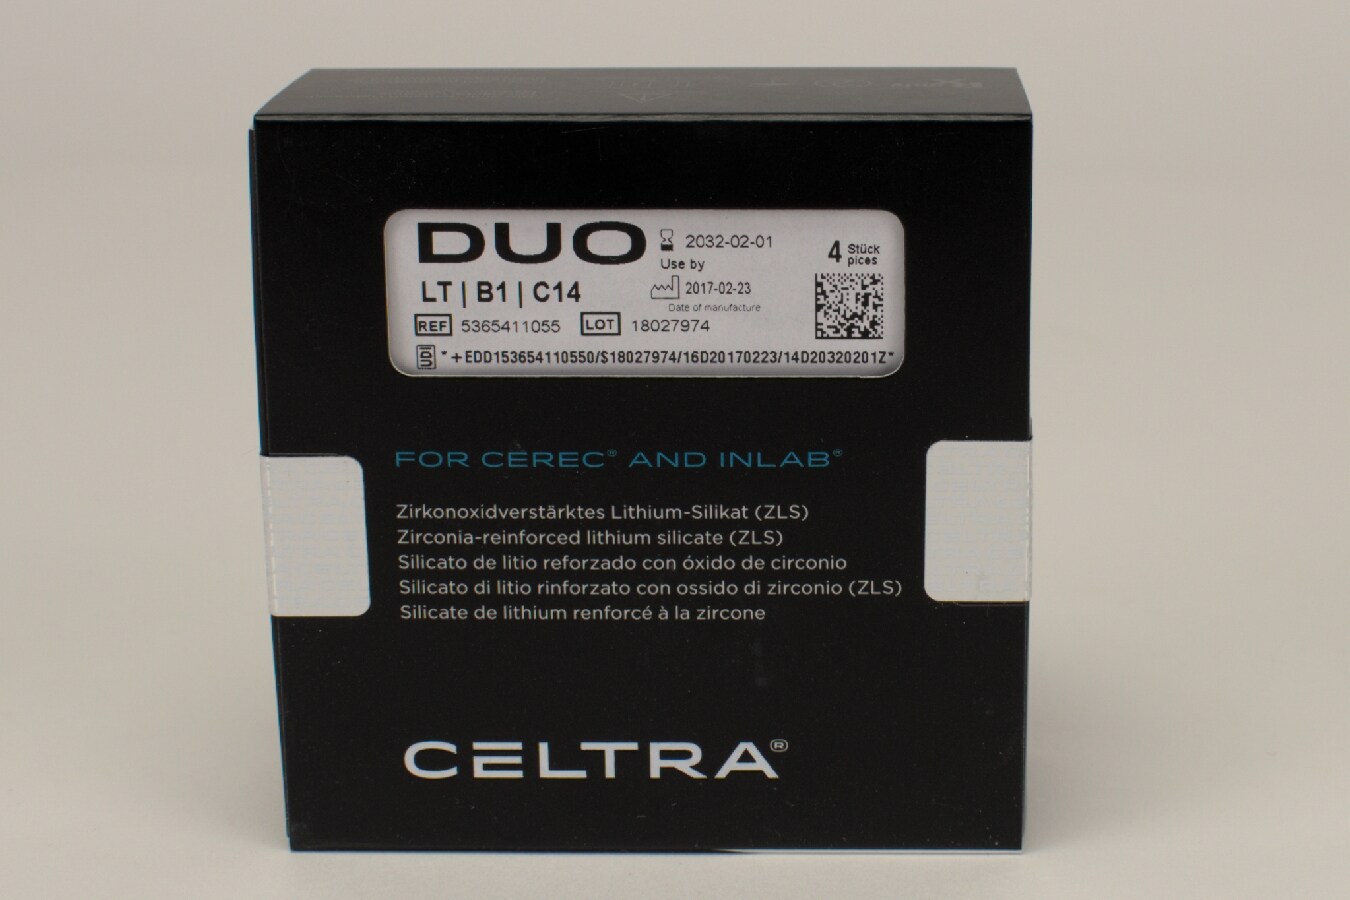 DUO
2032-02-01
Use by
LT | B1 | C14
2017-02-23
Date of manufacture
4 Stück
pices
REF 5365411055 LOT 18027974
UDI *+EDD153654110550/$18027974/16D20170223/14D20320201Z*
FOR CEREC® AND INLAB®
Zirkonoxidverstärktes Lithium-Silikat (ZLS)
Zirconia-reinforced lithium silicate (ZLS)
Silicato de litio reforzado con óxido de circonio
Silicato di litio rinforzato con ossido di zirconio (ZLS)
Silicate de lithium renforcé à la zircone
CELTRA®